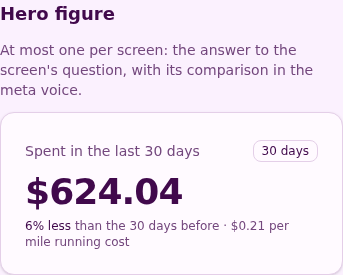 Hero figure
At most one per screen: the answer to the
screen's question, with its comparison in the
meta voice.
Spent in the last 30 days
30 days
$624.04
6% less than the 30 days before · $0.21 per
mile running cost